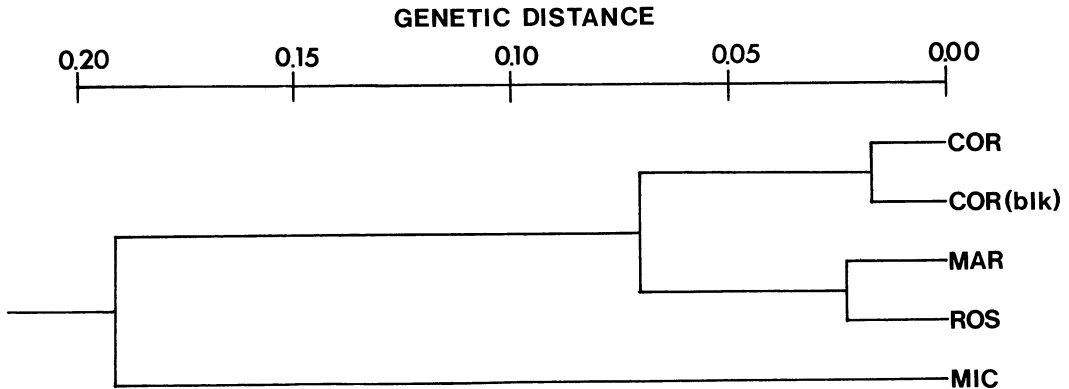 GENETIC DISTANCE
0.20 0.15 0.10 0.05 0.00
COR
COR(blk)
MAR
ROS
MIC